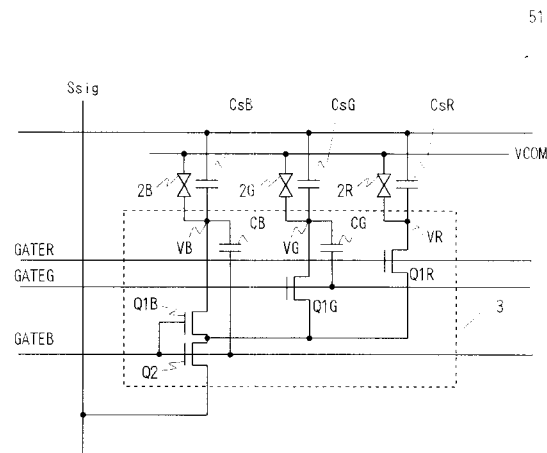 51
Ssig
CsB CsG CsR
VCOM
2B 2G 2R
CB CG
VB VG VR
GATER
Q1R
GATEG
Q1B Q1G 3
GATEB
Q2